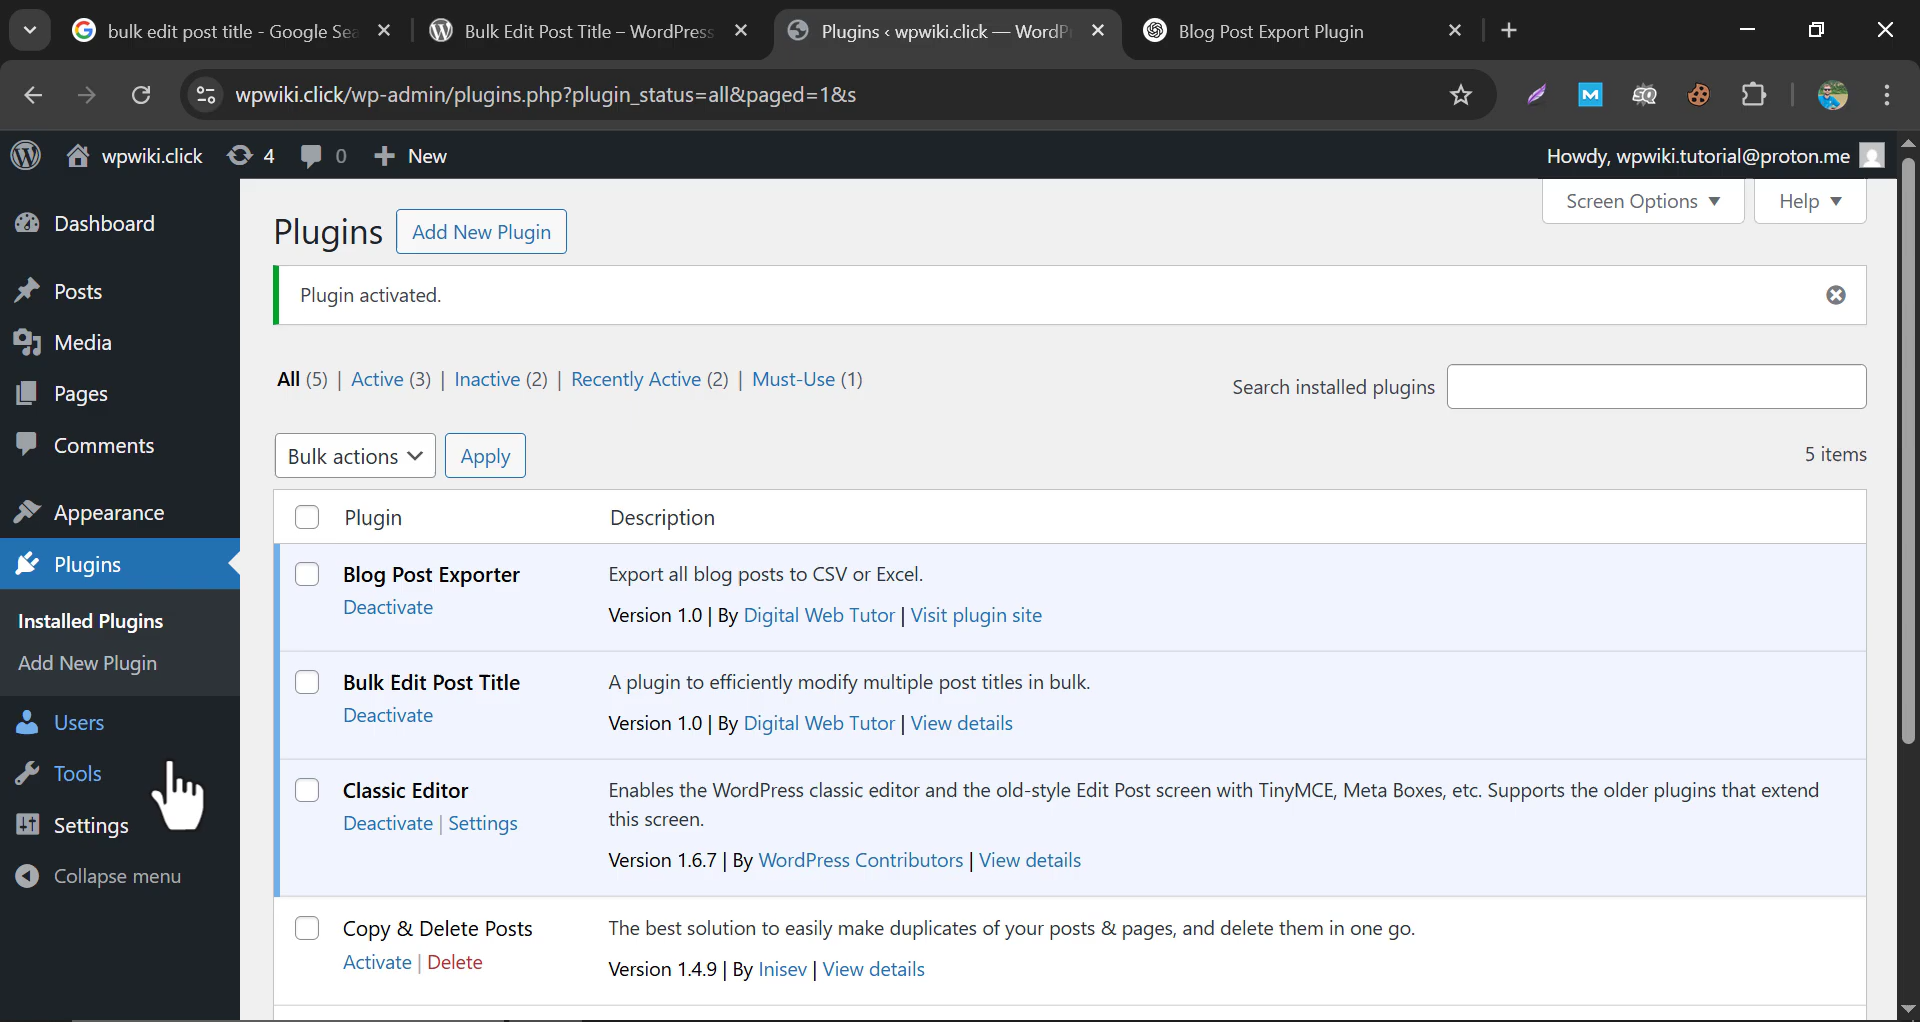 bulk edit post title - Google Sea
Bulk Edit Post Title – WordPress
Plugins ‹ wpwiki.click — WordP
Blog Post Export Plugin
wpwiki.click/wp-admin/plugins.php?plugin_status=all&paged=1&s
wpwiki.click
4
0
New
Howdy, wpwiki.tutorial@proton.me
Dashboard
Posts
Media
Pages
Comments
Appearance
Plugins
Installed Plugins
Add New Plugin
Users
Tools
Settings
Collapse menu
Screen Options
Help
Plugins
Add New Plugin
Plugin activated.
All (5) | Active (3) | Inactive (2) | Recently Active (2) | Must-Use (1)
Search installed plugins
Bulk actions
Apply
5 items
Plugin
Description
Blog Post Exporter
Deactivate
Export all blog posts to CSV or Excel.
Version 1.0 | By Digital Web Tutor | Visit plugin site
Bulk Edit Post Title
Deactivate
A plugin to efficiently modify multiple post titles in bulk.
Version 1.0 | By Digital Web Tutor | View details
Classic Editor
Deactivate | Settings
Enables the WordPress classic editor and the old-style Edit Post screen with TinyMCE, Meta Boxes, etc. Supports the older plugins that extend
this screen.
Version 1.6.7 | By WordPress Contributors | View details
Copy & Delete Posts
Activate | Delete
The best solution to easily make duplicates of your posts & pages, and delete them in one go.
Version 1.4.9 | By Inisev | View details